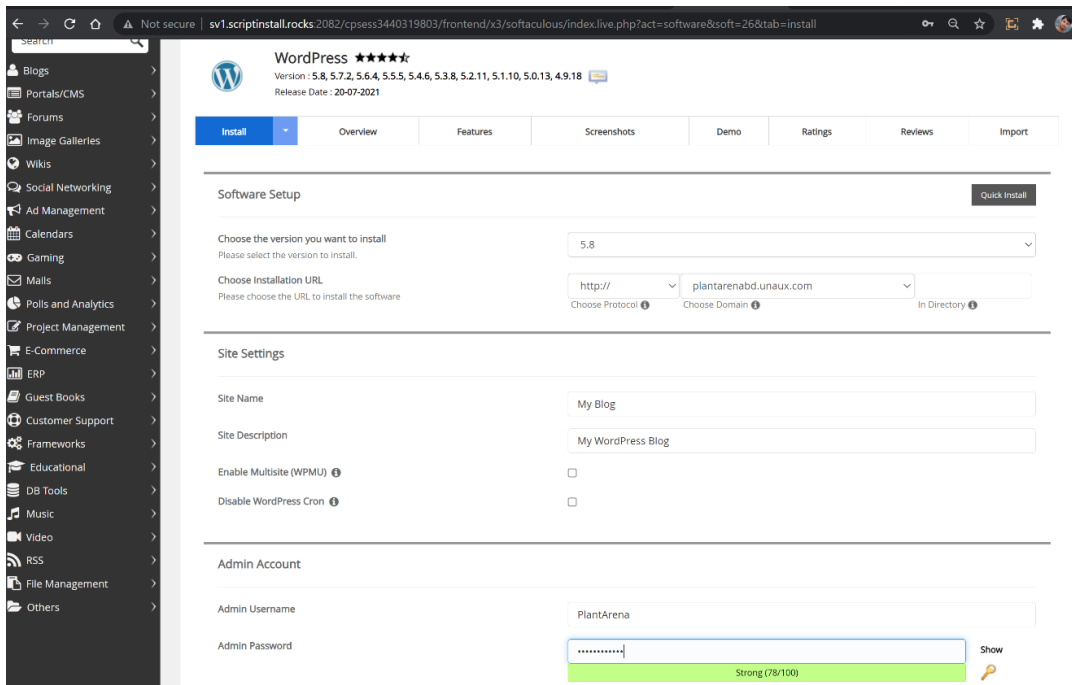 Not secure | sv1.scriptinstall.rocks:2082/cpsess3440319803/frontend/x3/softaculous/index.live.php?act=software&soft=26&tab=install
Search
Blogs
Portals/CMS
Forums
Image Galleries
Wikis
Social Networking
Ad Management
Calendars
Gaming
Mails
Polls and Analytics
Project Management
E-Commerce
ERP
Guest Books
Customer Support
Frameworks
Educational
DB Tools
Music
Video
RSS
File Management
Others
WordPress
Version : 5.8, 5.7.2, 5.6.4, 5.5.5, 5.4.6, 5.3.8, 5.2.11, 5.1.10, 5.0.13, 4.9.18
Release Date : 20-07-2021
Install Overview Features Screenshots Demo Ratings Reviews Import
Software Setup Quick Install
Choose the version you want to install
Please select the version to install.
5.8
Choose Installation URL
Please choose the URL to install the software
http:// plantarenabd.unaux.com
Choose Protocol Choose Domain In Directory
Site Settings
Site Name My Blog
Site Description My WordPress Blog
Enable Multisite (WPMU)
Disable WordPress Cron
Admin Account
Admin Username PlantArena
Admin Password •••••••••••• Show
Strong (78/100)